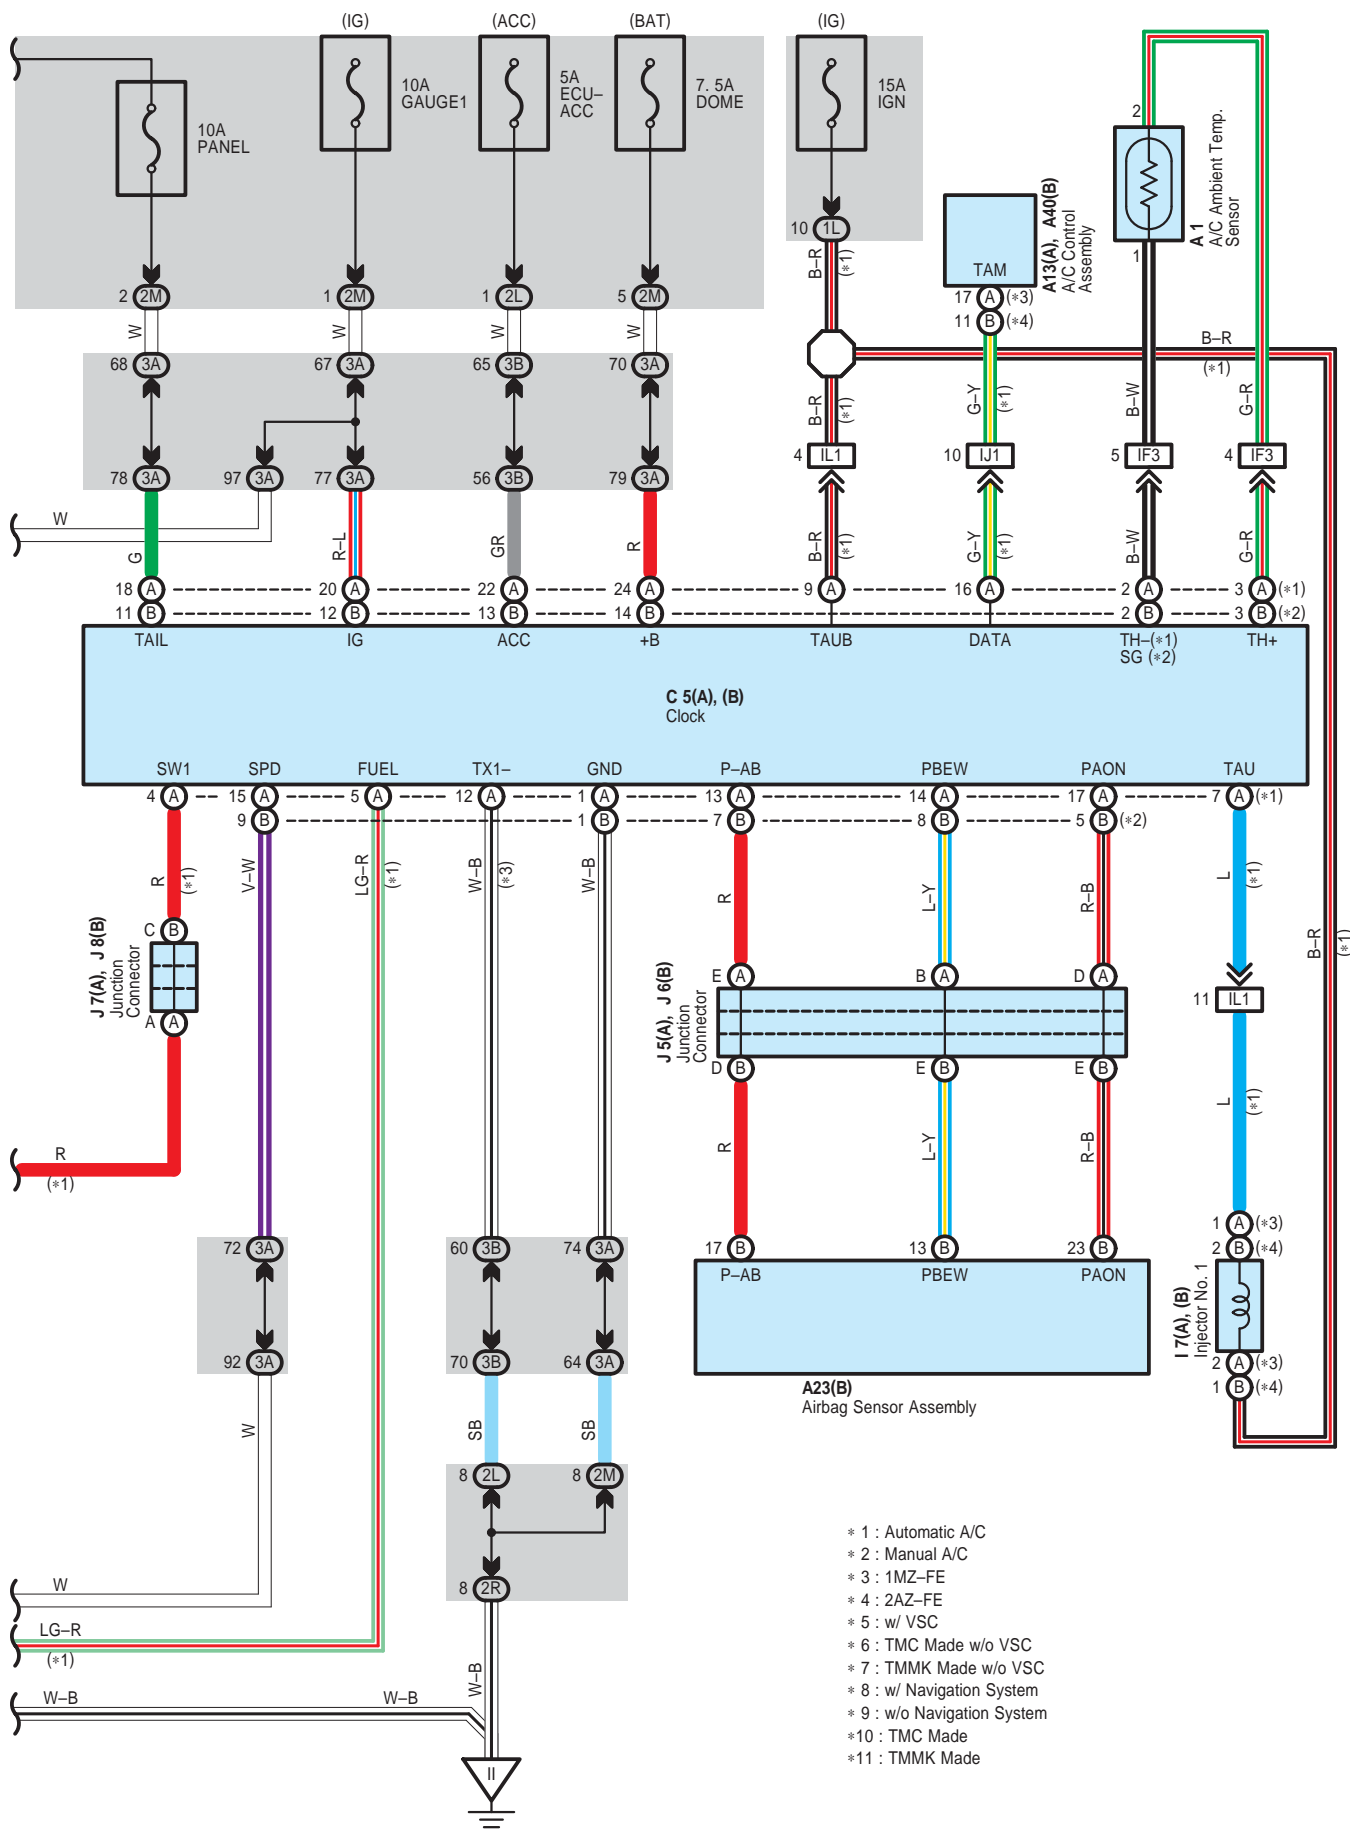 (IG) (ACC) (BAT) (IG)
10A
PANEL
10A
GAUGE1
5A
ECU–
ACC
7. 5A
DOME
15A
IGN
2
A 1
A/C Ambient Temp.
Sensor
1
A13(A), A40(B)
A/C Control
Assembly
TAM
17 A (∗3)
11 B (∗4)
10 1L
B–R
(∗1)
2 2M 1 2M 1 2L 5 2M
W W W W
B–R
(∗1)
68 3A 67 3A 65 3B 70 3A
B–R
(∗1)
G–Y
(∗1)
B–W
G–R
4 IL1 10 IJ1 5 IF3 4 IF3
78 3A 97 3A 77 3A 56 3B 79 3A
W
G
R–L
GR
R
B–R
(∗1)
G–Y
(∗1)
B–W
G–R
18 A 20 A 22 A 24 A 9 A 16 A 2 A 3 A (∗1)
11 B 12 B 13 B 14 B 2 B 3 B (∗2)
TAIL IG ACC +B TAUB DATA TH–(∗1) TH+
SG (∗2)
C 5(A), (B)
Clock
SW1 SPD FUEL TX1– GND P–AB PBEW PAON TAU
4 A 15 A 5 A 12 A 1 A 13 A 14 A 17 A 7 A (∗1)
9 B 1 B 7 B 8 B 5 B (∗2)
R
(∗1)
V–W
LG–R
(∗1)
W–B
(∗3)
W–B
R
L–Y
R–B
L
(∗1)
B–R
(∗1)
C B
J 7(A), J 8(B)
Junction
Connector
A A
E A B A D A
J 5(A), J 6(B)
Junction
Connector
D B E B E B
11 IL1
R
L–Y
R–B
L
(∗1)
R
(∗1)
1 A (∗3)
2 B (∗4)
72 3A 60 3B 74 3A 17 B 13 B 23 B
P–AB PBEW PAON
I 7(A), (B)
Injector No. 1
92 3A 70 3B 64 3A
2 A (∗3)
1 B (∗4)
A23(B)
Airbag Sensor Assembly
W
SB
SB
8 2L 8 2M
8 2R
W
LG–R
(∗1)
W–B
W–B W–B
II
∗ 1 : Automatic A/C
∗ 2 : Manual A/C
∗ 3 : 1MZ–FE
∗ 4 : 2AZ–FE
∗ 5 : w/ VSC
∗ 6 : TMC Made w/o VSC
∗ 7 : TMMK Made w/o VSC
∗ 8 : w/ Navigation System
∗ 9 : w/o Navigation System
∗10 : TMC Made
∗11 : TMMK Made